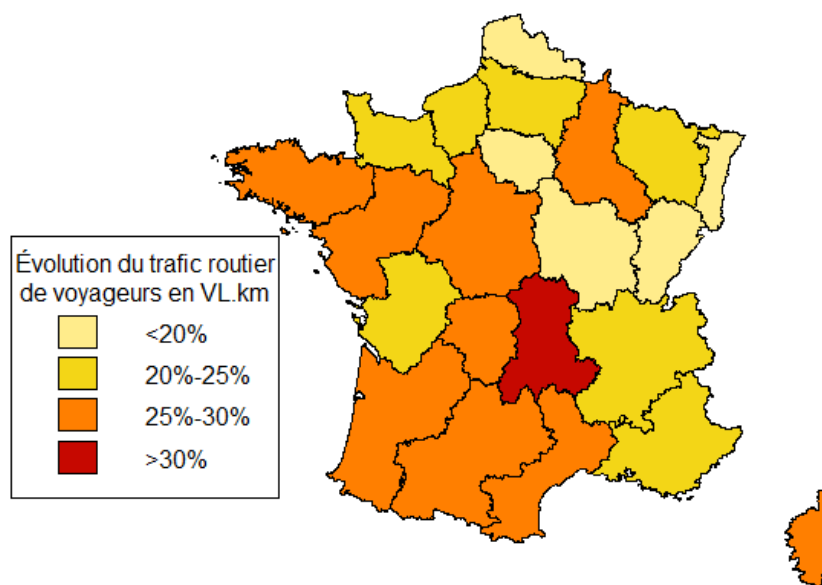 Évolution du trafic routier
de voyageurs en VL.km
<20%
20%-25%
25%-30%
>30%